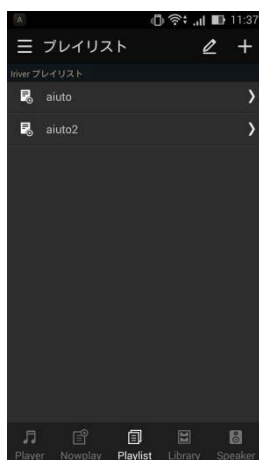 A 11:37
プレイリスト
Iriver プレイリスト
aiuto
aiuto2
Player Nowplay Playlist Library Speaker